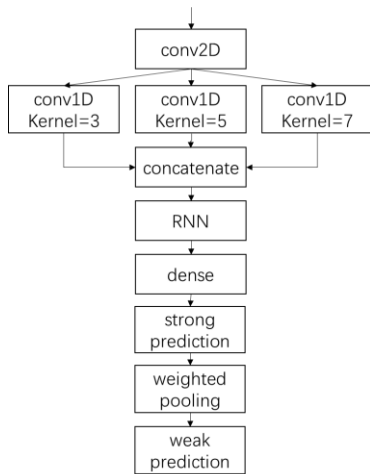 conv2D
conv1D
Kernel=3
conv1D
Kernel=5
conv1D
Kernel=7
concatenate
RNN
dense
strong
prediction
weighted
pooling
weak
prediction